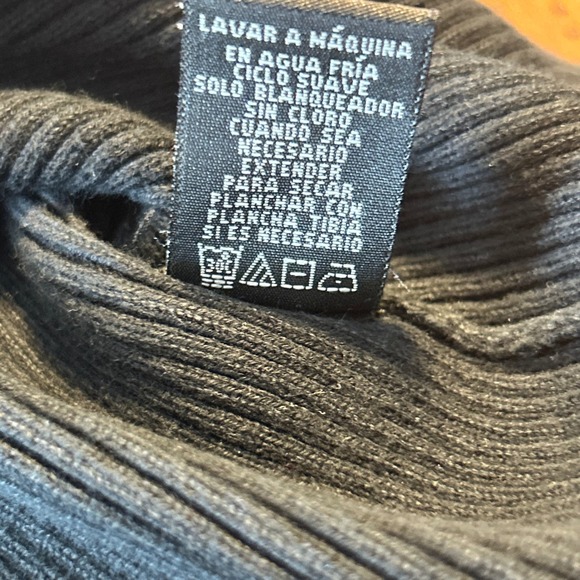 LAVAR A MÁQUINA
EN AGUA FRÍA
CICLO SUAVE
SOLO BLANQUEADOR
SIN CLORO
CUANDO SEA
NECESARIO
EXTENDER
PARA SECAR
PLANCHAR CON
PLANCHA TIBIA
SI ES NECESARIO
30C